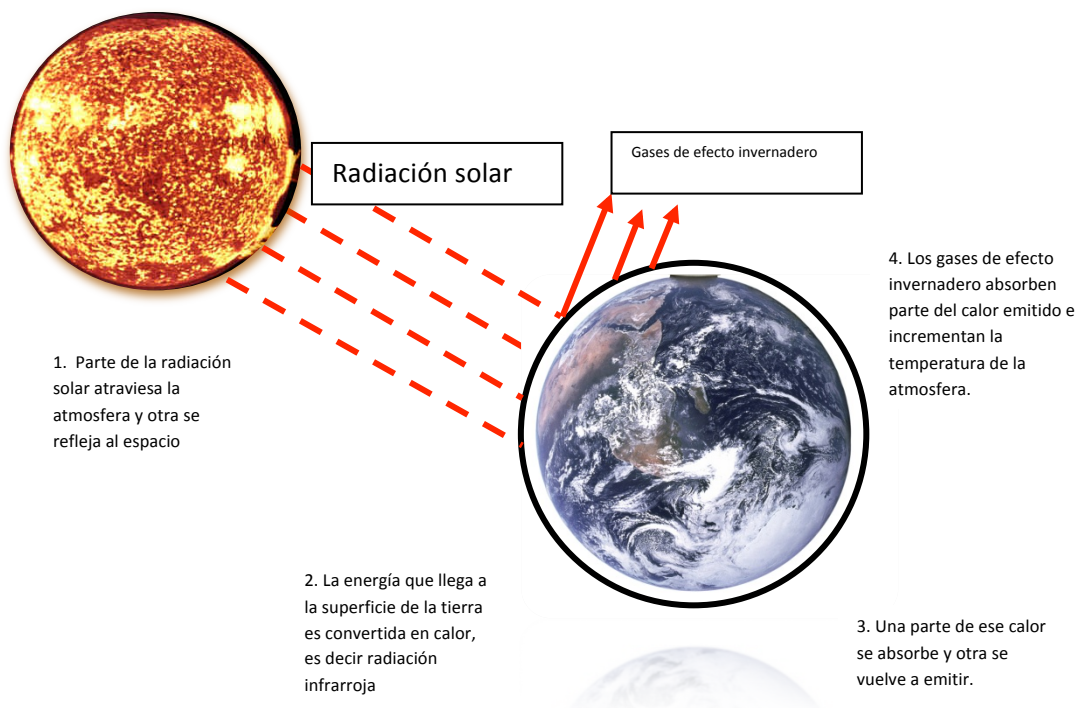 Radiación solar
Gases de efecto invernadero
1. Parte de la radiación
solar atraviesa la
atmosfera y otra se
refleja al espacio
2. La energía que llega a
la superficie de la tierra
es convertida en calor,
es decir radiación
infrarroja
3. Una parte de ese calor
se absorbe y otra se
vuelve a emitir.
4. Los gases de efecto
invernadero absorben
parte del calor emitido e
incrementan la
temperatura de la
atmosfera.